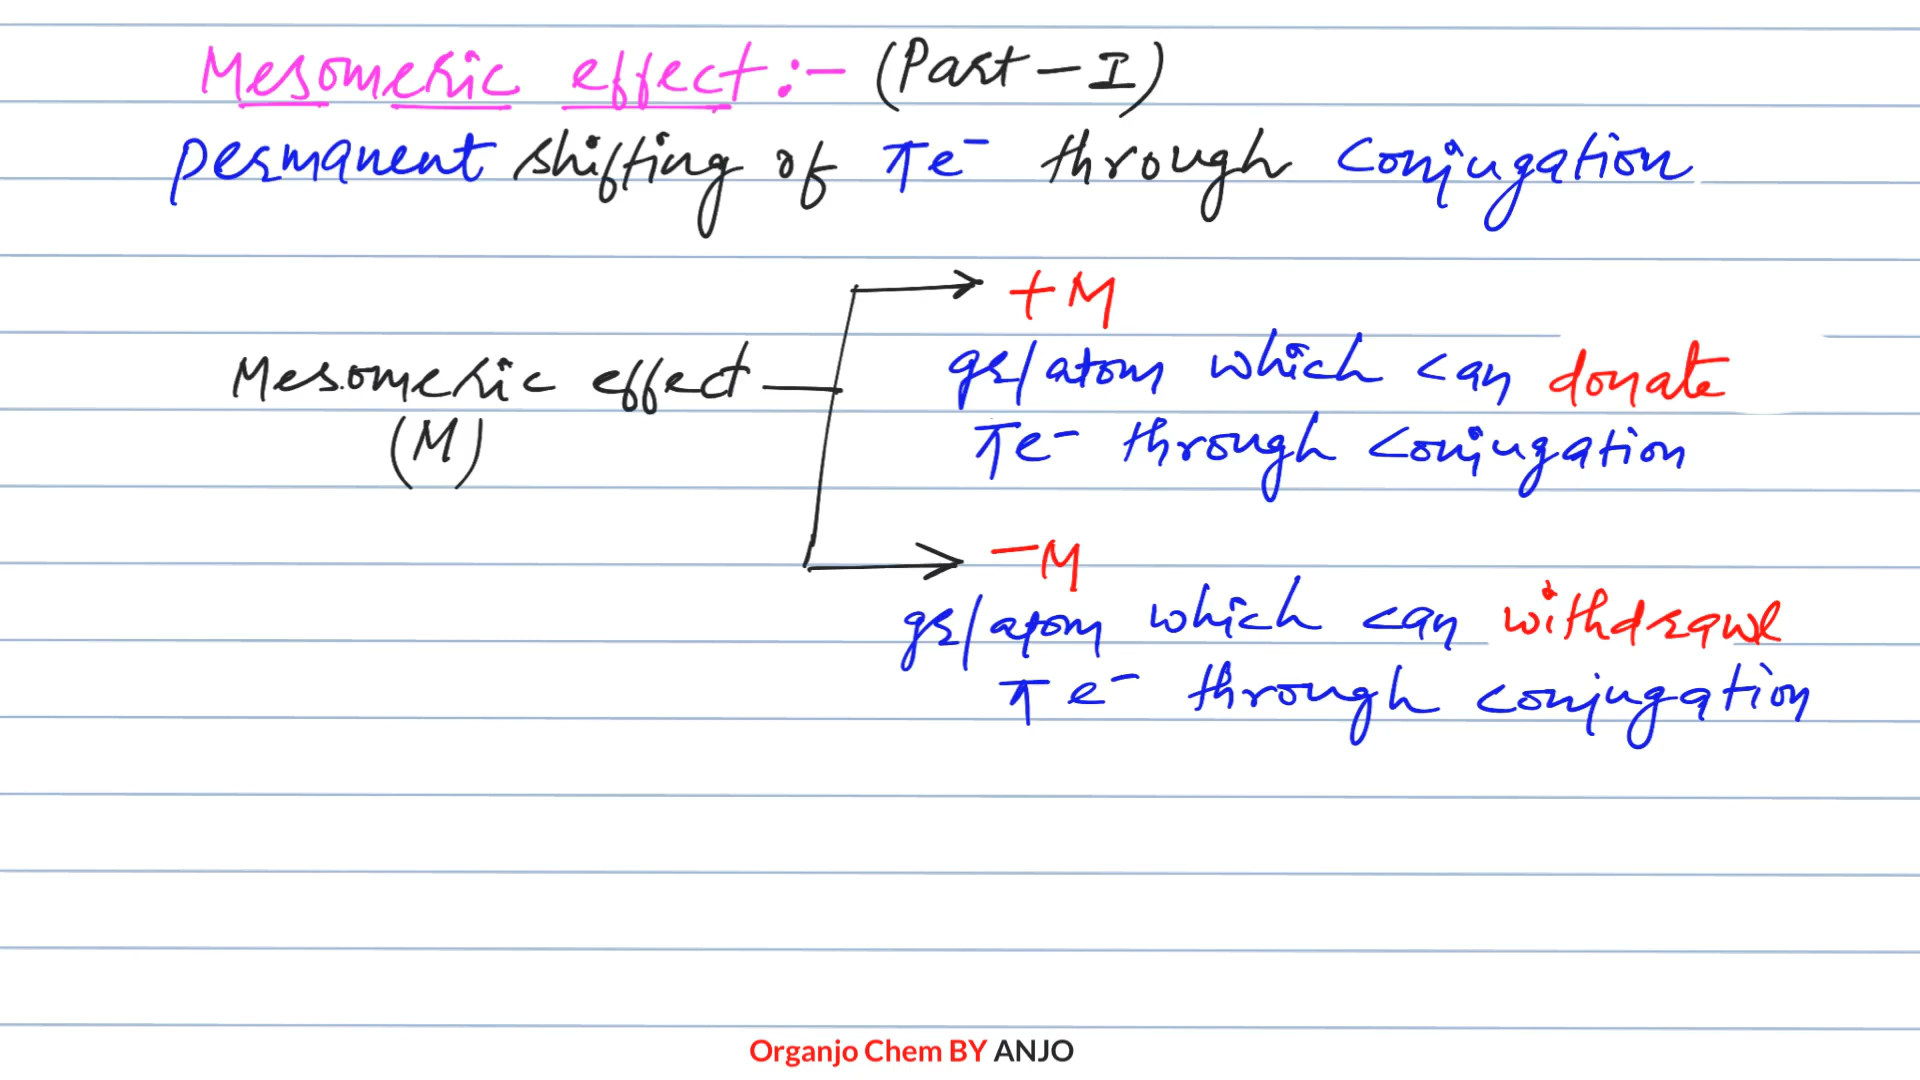 Mesomeric effect :- (Part - I)
permanent shifting of πe⁻ through conjugation
+M
Mesomeric effect
(M)
gr/atom which can donate
πe⁻ through conjugation
-M
gr/atom which can withdrawl
πe⁻ through conjugation
Organjo Chem BY ANJO